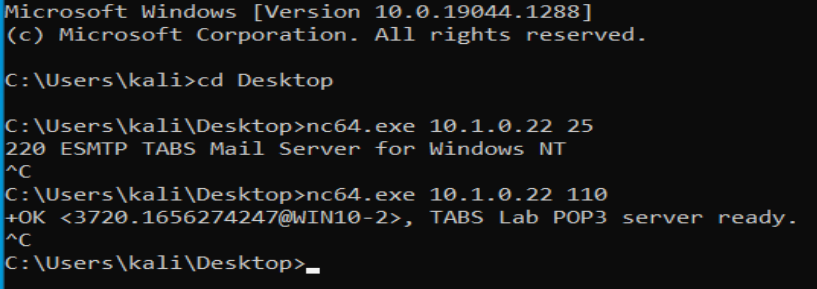 Microsoft Windows [Version 10.0.19044.1288]
(c) Microsoft Corporation. All rights reserved.
C:\Users\kali>cd Desktop
C:\Users\kali\Desktop>nc64.exe 10.1.0.22 25
220 ESMTP TABS Mail Server for Windows NT
^C
C:\Users\kali\Desktop>nc64.exe 10.1.0.22 110
+OK <3720.1656274247@WIN10-2>, TABS Lab POP3 server ready.
^C
C:\Users\kali\Desktop>